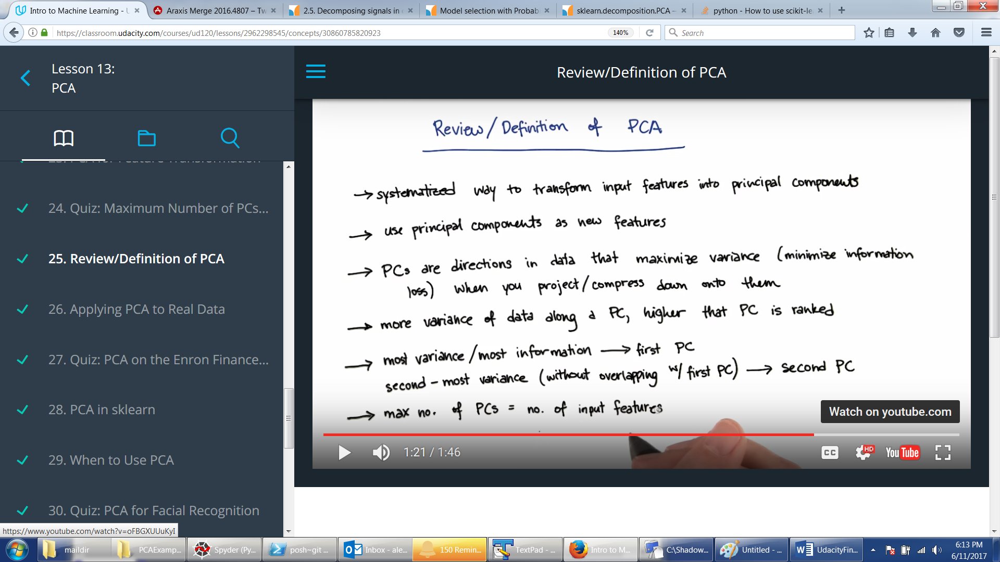 Intro to Machine Learning - U
Araxis Merge 2016.4807 – Tw
2.5. Decomposing signals in
Model selection with Probab
sklearn.decomposition.PCA —
python - How to use scikit-le
https://classroom.udacity.com/courses/ud120/lessons/2962298545/concepts/30860785820923
140%
Search
Lesson 13:
PCA
Review/Definition of PCA
24. Quiz: Maximum Number of PCs...
25. Review/Definition of PCA
26. Applying PCA to Real Data
27. Quiz: PCA on the Enron Finance...
28. PCA in sklearn
29. When to Use PCA
30. Quiz: PCA for Facial Recognition
https://www.youtube.com/watch?v=oFBGXUUuKyI
Review/Definition of PCA
→ systematized way to transform input features into principal components
→ use principal components as new features
→ PCs are directions in data that maximize variance (minimize information
loss) when you project/compress down onto them
→ more variance of data along a PC, higher that PC is ranked
→ most variance/most information → first PC
second-most variance (without overlapping w/ first PC) → second PC
→ max no. of PCs = no. of input features
Watch on youtube.com
1:21 / 1:46
CC
HD
YouTube
maildir
PCAExamp...
Spyder (Py...
posh~git ...
Inbox - ale...
150 Remin...
TextPad - ...
Intro to M...
C:\Shadow...
Untitled - ...
UdacityFin...
6:13 PM
6/11/2017